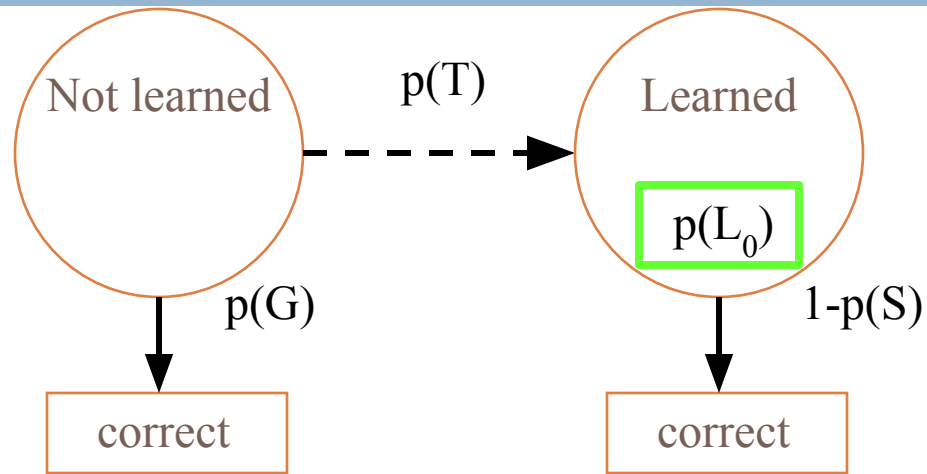 Not learned
p(T)
Learned
p(L₀)
p(G)
1-p(S)
correct
correct